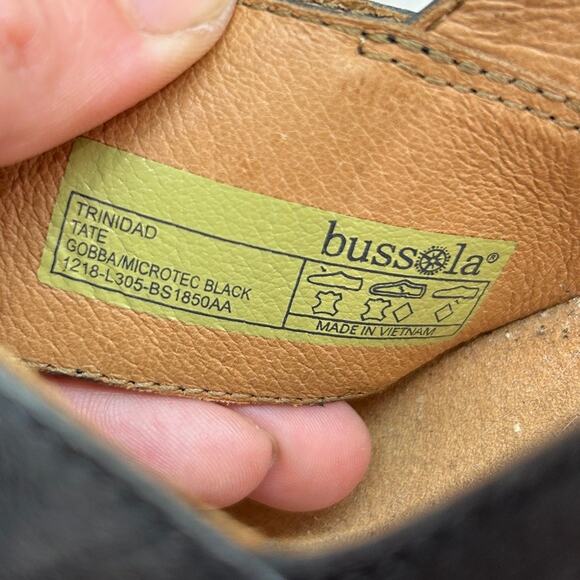 TRINIDAD
TATE
GOBBA/MICROTEC BLACK
1218-L305-BS1850AA
bussola®
MADE IN VIETNAM